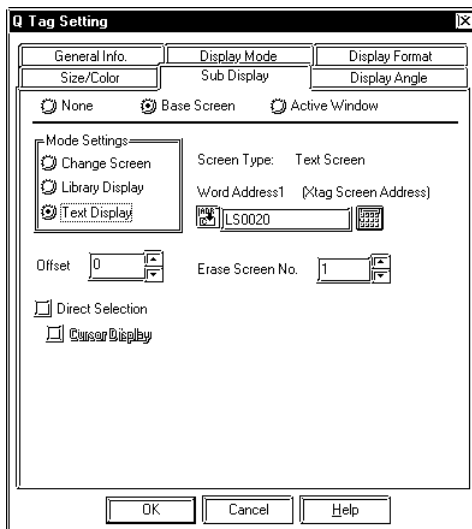 Q Tag Setting
General Info. Display Mode Display Format
Size/Color Sub Display Display Angle
None Base Screen Active Window
Mode Settings
Change Screen
Library Display
Text Display
Screen Type: Text Screen
Word Address1 (Xtag Screen Address)
LS0020
Offset 0 Erase Screen No. 1
Direct Selection
Cursor Display
OK Cancel Help